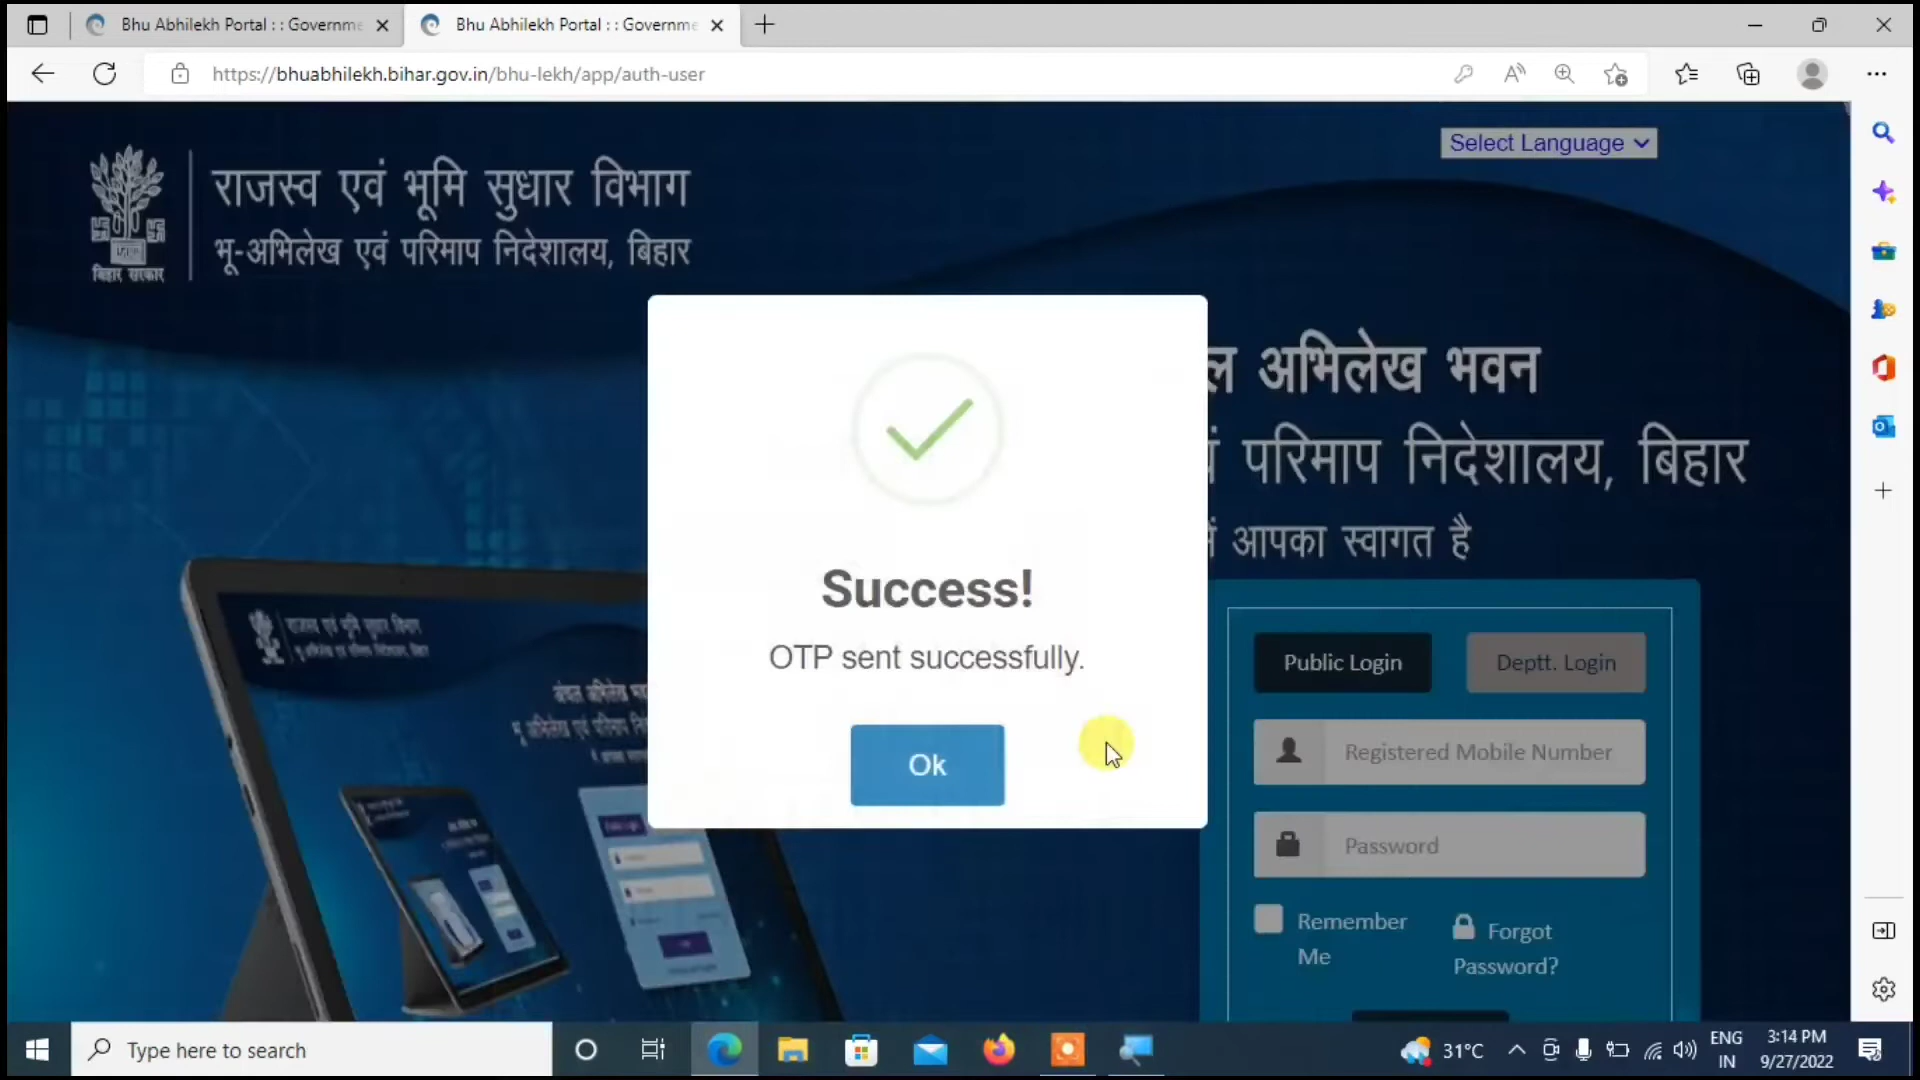 Bhu Abhilekh Portal : : Governme
Bhu Abhilekh Portal : : Governme
https://bhuabhilekh.bihar.gov.in/bhu-lekh/app/auth-user
Select Language
राजस्व एवं भूमि सुधार विभाग
भू-अभिलेख एवं परिमाप निदेशालय, बिहार
बिहार सरकार
ल अभिलेख भवन
परिमाप निदेशालय, बिहार
आपका स्वागत है
Success!
OTP sent successfully.
Ok
Public Login
Deptt. Login
Registered Mobile Number
Password
Remember
Me
Forgot
Password?
राजस्व एवं भूमि सुधार विभाग
Type here to search
31°C
ENG
IN
3:14 PM
9/27/2022